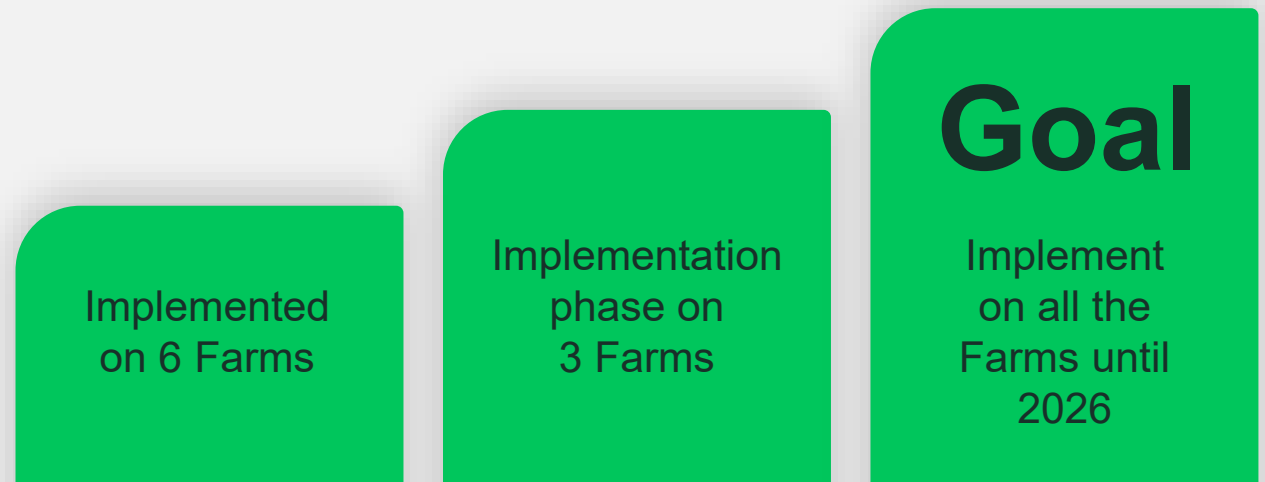 Implemented
on 6 Farms
Implementation
phase on
3 Farms
Goal
Implement
on all the
Farms until
2026